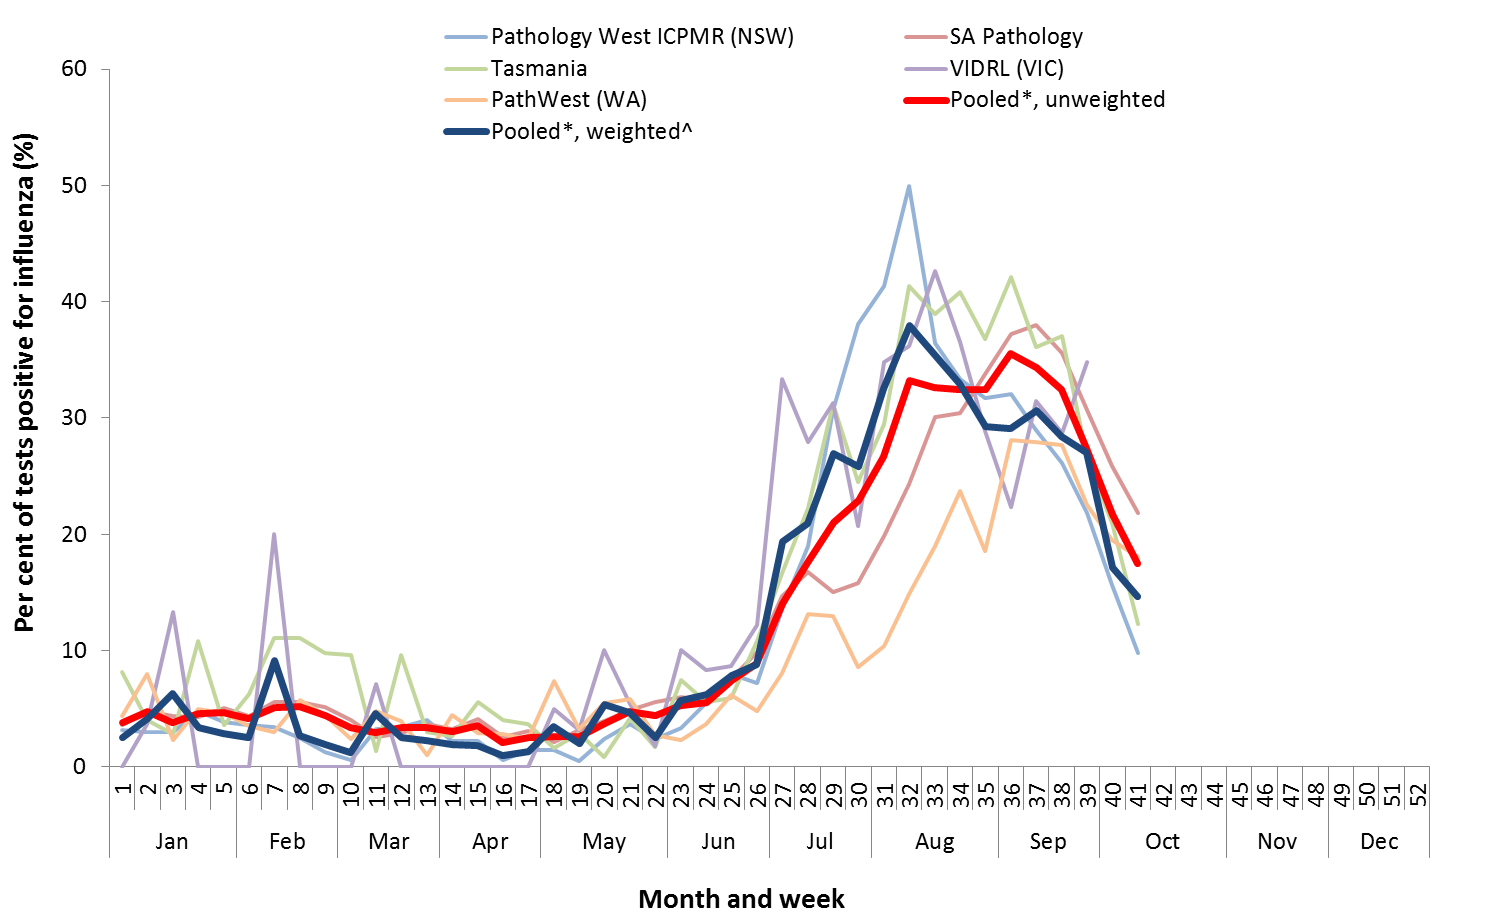 Pathology West ICPMR (NSW) SA Pathology
Tasmania VIDRL (VIC)
PathWest (WA) Pooled*, unweighted
Pooled*, weighted^
Per cent of tests positive for influenza (%)
60
50
40
30
20
10
0
1 2 3 4 5 6 7 8 9 10 11 12 13 14 15 16 17 18 19 20 21 22 23 24 25 26 27 28 29 30 31 32 33 34 35 36 37 38 39 40 41 42 43 44 45 46 47 48 49 50 51 52
Jan Feb Mar Apr May Jun Jul Aug Sep Oct Nov Dec
Month and week